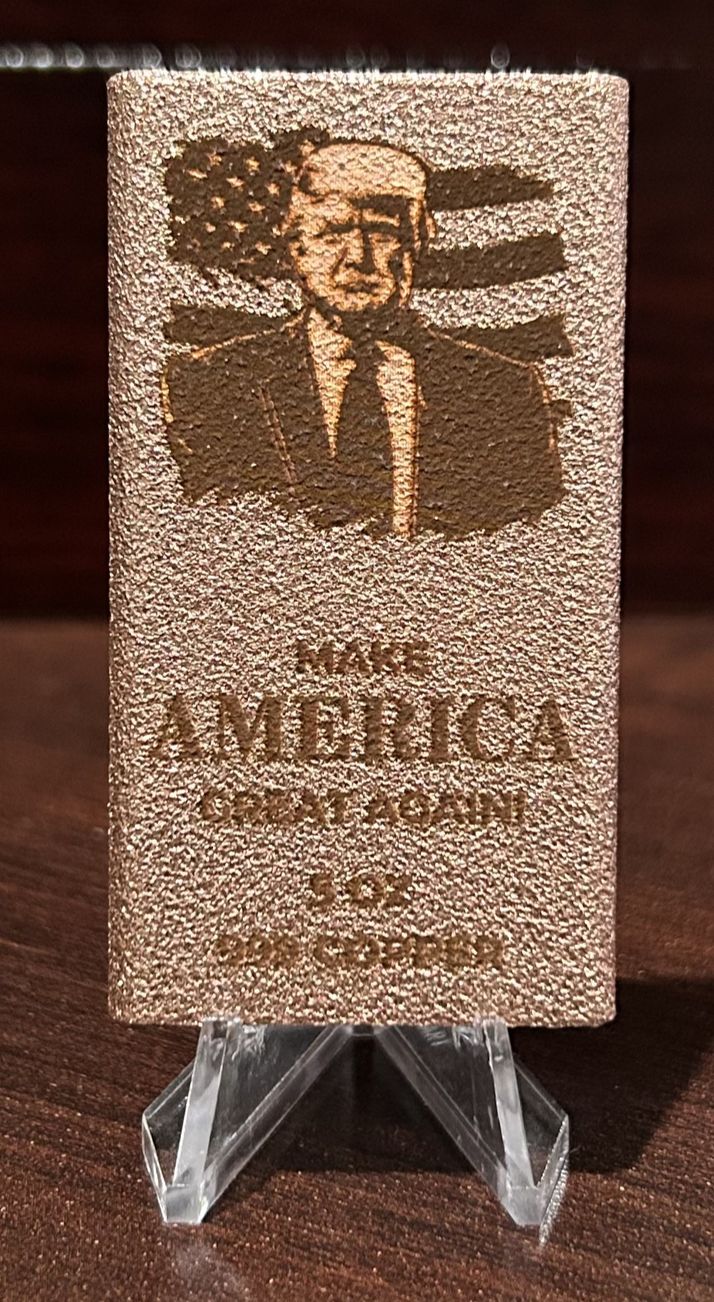 MAKE
AMERICA
GREAT AGAIN!
5 OZ
999 COPPER